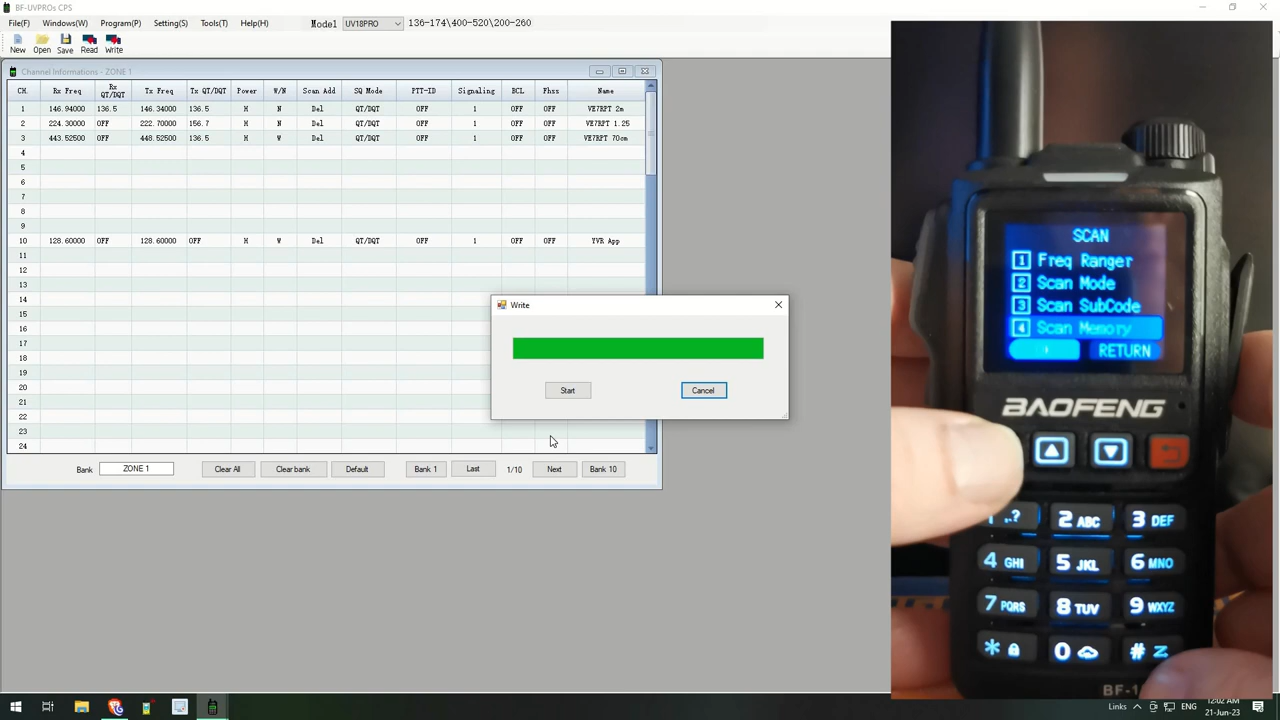 BF-UVPROs CPS
File(F) Windows(W) Program(P) Setting(S) Tools(T) Help(H) Model UV18PRO 136-174\400-520\200-260
New Open Save Read Write
Channel Informations - ZONE 1
CH. Rx Freq Rx QT/DQT Tx Freq Tx QT/DQT Power W/N Scan Add SQ Mode PTT-ID Signaling BCL Fhss Name
1 146.94000 136.5 146.34000 136.5 H N Del QT/DQT OFF 1 OFF OFF VE7RPT 2m
2 224.30000 OFF 222.70000 156.7 H N Del QT/DQT OFF 1 OFF OFF VE7RPT 1.25
3 443.52500 OFF 448.52500 136.5 H W Del QT/DQT OFF 1 OFF OFF VE7RPT 70cm
4
5
6
7
8
9
10 128.60000 OFF 128.60000 OFF H W Del QT/DQT OFF 1 OFF OFF YVR App
11
12
13
14
15
16
17
18
19
20
21
22
23
24
Write
Start Cancel
Bank ZONE 1 Clear All Clear bank Default Bank 1 Last 1/10 Next Bank 10
SCAN
1 Freq Ranger
2 Scan Mode
3 Scan SubCode
4 Scan Memory
RETURN
BAOFENG
.?
2 ABC
3 DEF
4 GHI
5 JKL
6 MNO
7 PQRS
8 TUV
9 WXYZ
*
0
#
BF-1
Links ENG 12:02 AM
21-Jun-23